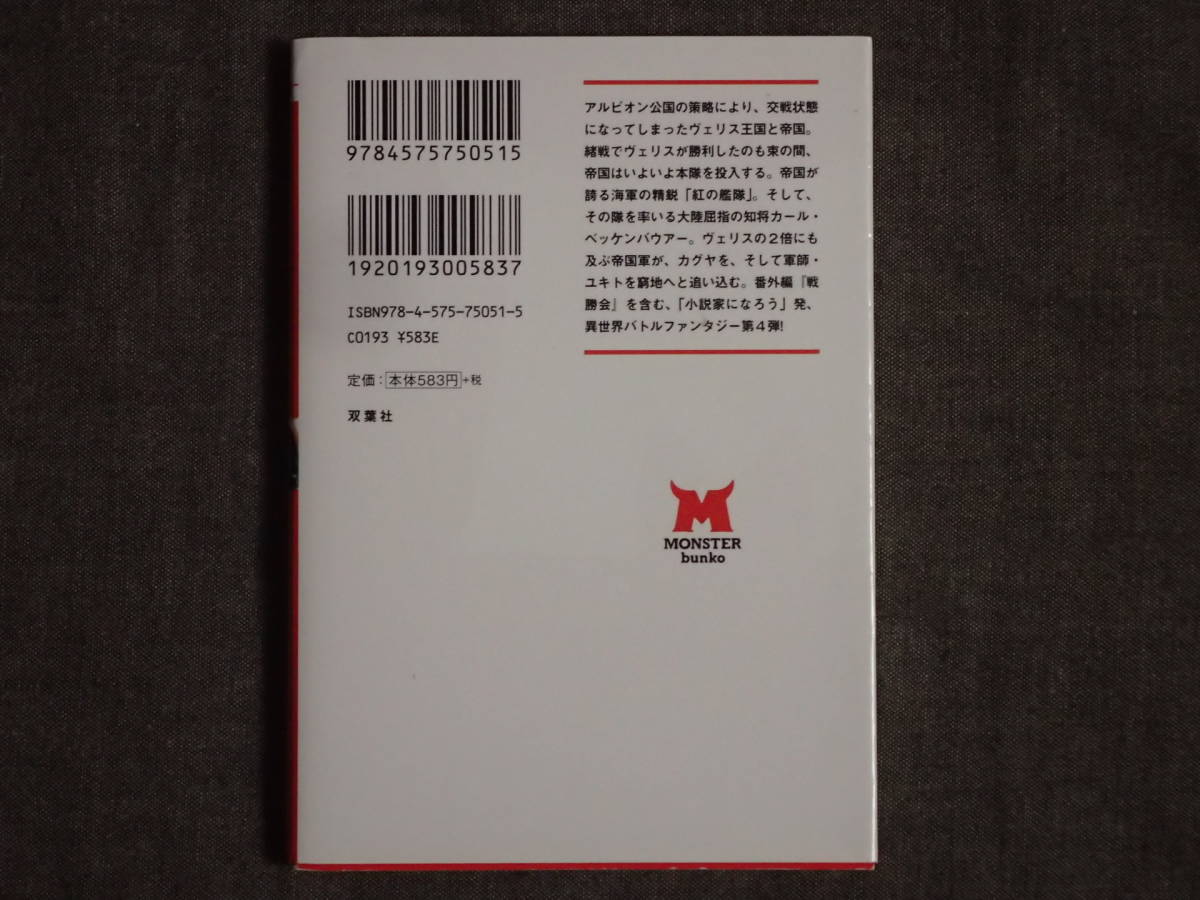 9784575750515
1920193005837
ISBN978-4-575-75051-5
C0193 ¥583E
定価：本体583円+税
双葉社
アルビオン公国の策略により、交戦状態
になってしまったヴェリス王国と帝国。
緒戦でヴェリスが勝利したのも束の間、
帝国はいよいよ本隊を投入する。帝国が
誇る海軍の精鋭「紅の艦隊」。そして、
その隊を率いる大陸屈指の知将カール・
ベッケンバウアー。ヴェリスの２倍にも
及ぶ帝国軍が、カグヤを、そして軍師・
ユキトを窮地へと追い込む。番外編『戦
勝会』を含む、「小説家になろう」発、
異世界バトルファンタジー第４弾!
M
MONSTER
bunko